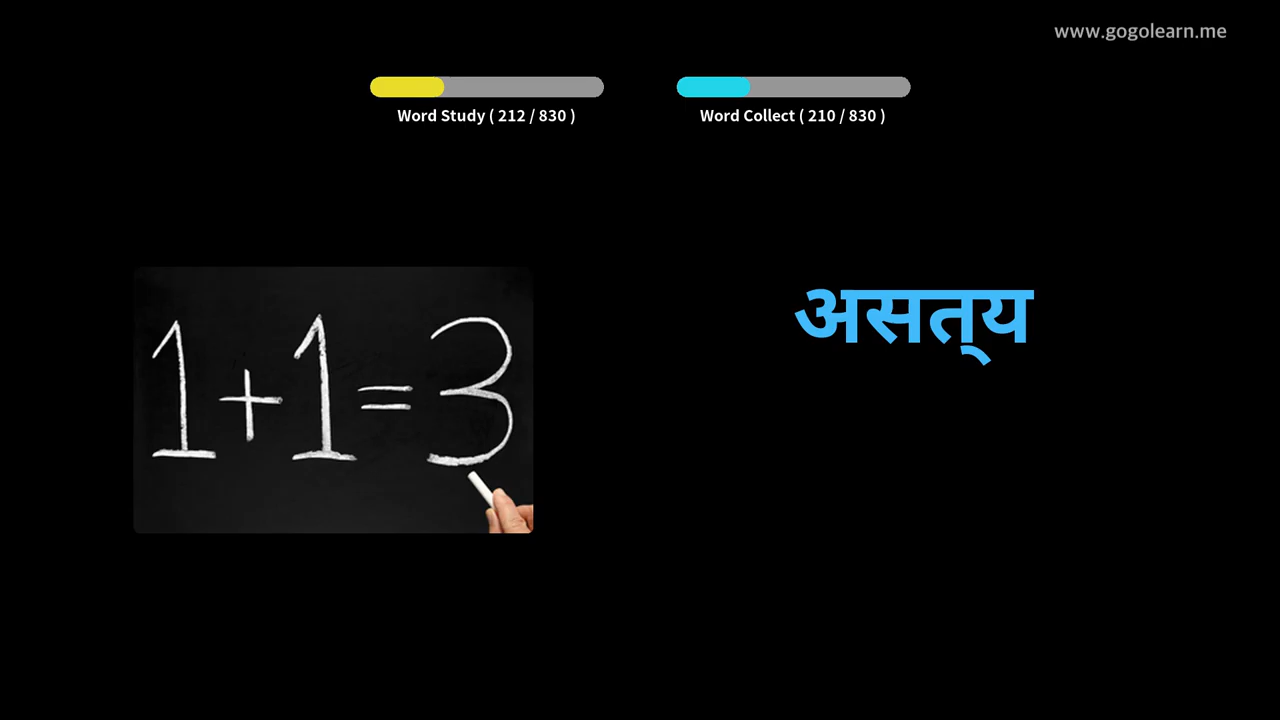 www.gogolearn.me
Word Study ( 212 / 830 )
Word Collect ( 210 / 830 )
असत्य
1+1=3